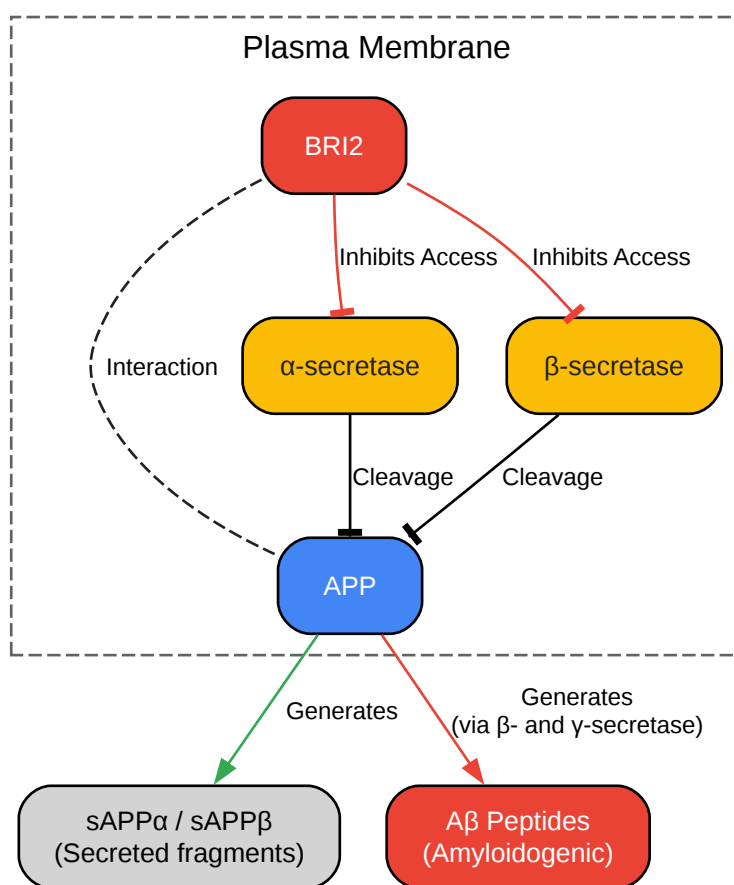 Plasma Membrane
BRI2
Inhibits Access
Inhibits Access
Interaction
α-secretase
β-secretase
Cleavage
Cleavage
APP
Generates
Generates
(via β- and γ-secretase)
sAPPα / sAPPβ
(Secreted fragments)
Aβ Peptides
(Amyloidogenic)